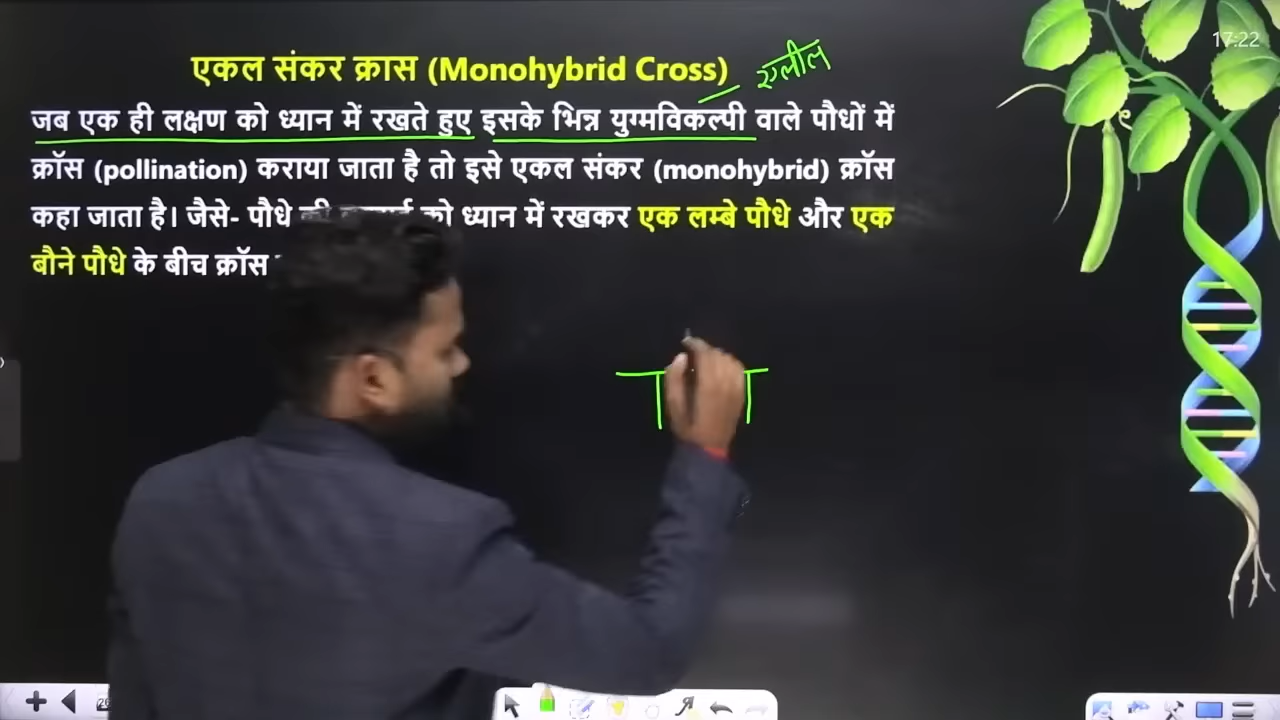 17:22
एकल संकर क्रास (Monohybrid Cross) एलील
जब एक ही लक्षण को ध्यान में रखते हुए इसके भिन्न युग्मविकल्पी वाले पौधों में
क्रॉस (pollination) कराया जाता है तो इसे एकल संकर (monohybrid) क्रॉस
कहा जाता है। जैसे- पौधे की को ध्यान में रखकर एक लम्बे पौधे और एक
बौने पौधे के बीच क्रॉस
T T